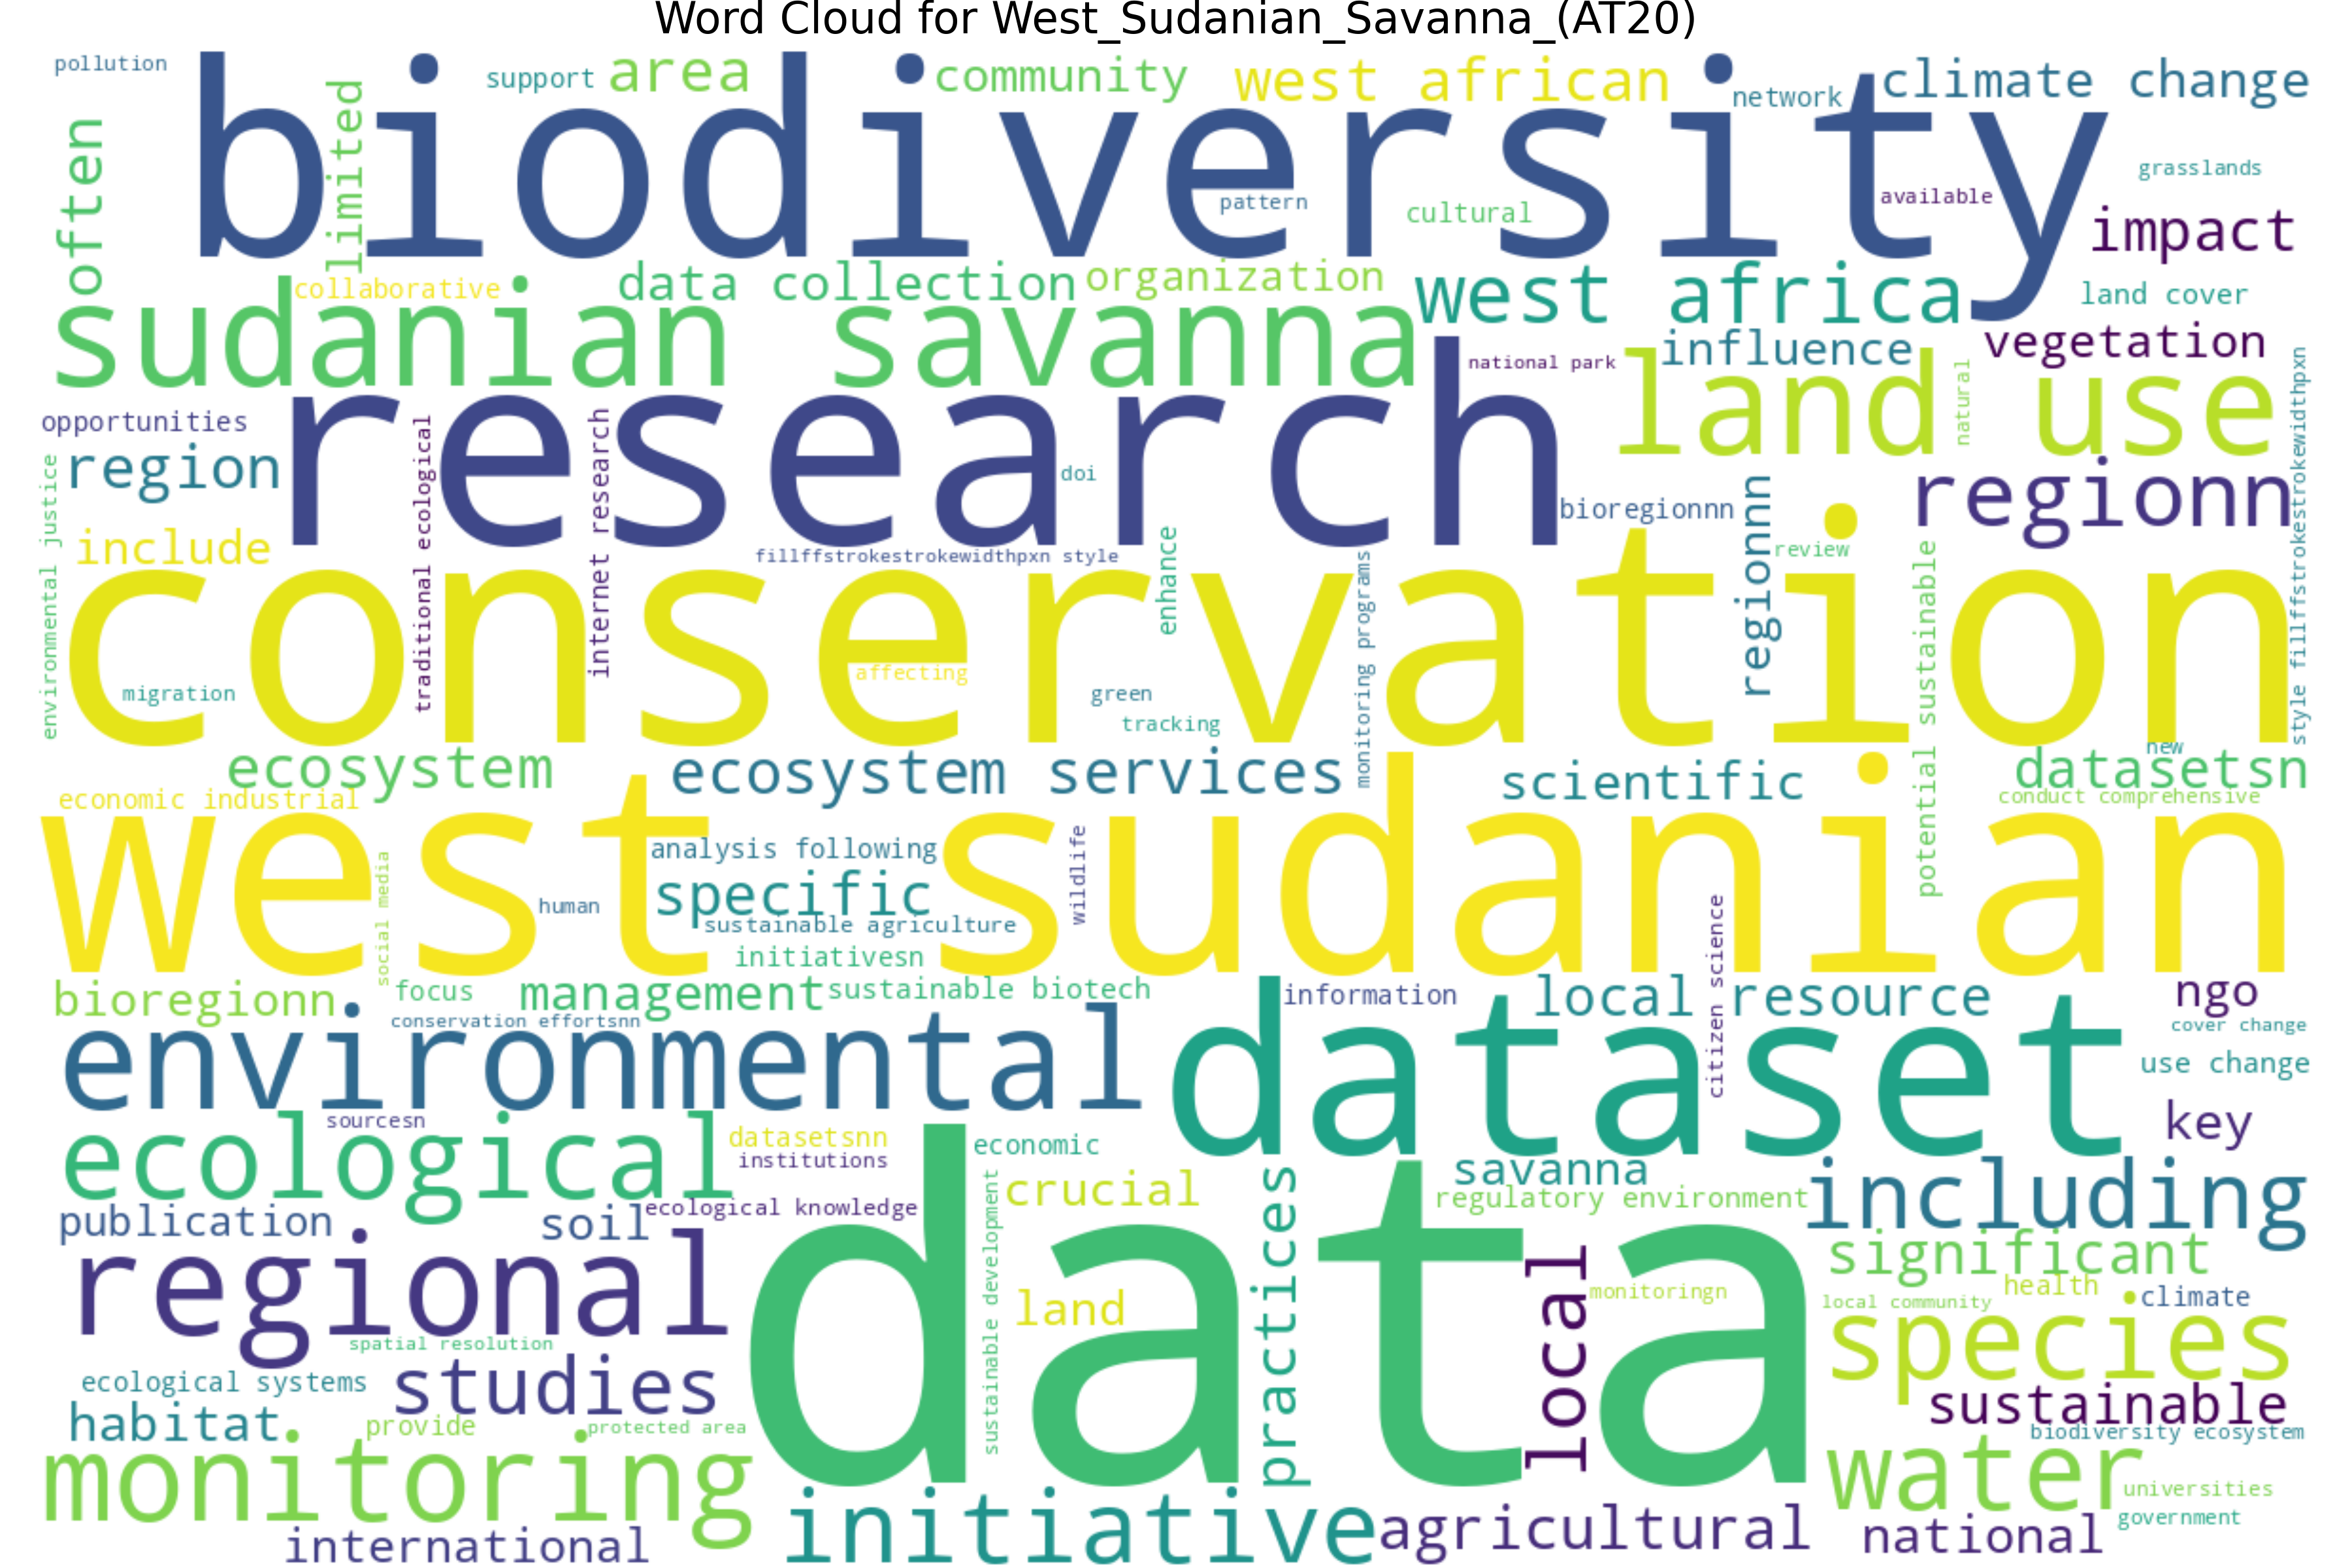 Word Cloud for West_Sudanian_Savanna_(AT20)
pollution
support
area
community
west african
network
climate change
biodiversity
often
limited
pattern
cultural
available
grasslands
impact
collaborative
data collection
organization
west africa
land cover
sudanian savanna
national park
influence
vegetation
natural
land use
style fillffstrokestrokewidthpxn
opportunities
region
research
traditional ecological
internet research
doi
bioregionnn
regionnn
regionn
environmental justice
include
fillffstrokestrokewidthpxn style
enhance
monitoring programs
review
potential sustainable
conservation
migration
affecting
green
tracking
new
ecosystem
ecosystem services
scientific
datasetsn
economic industrial
conduct comprehensive
west sudanian
analysis following
social media
human
specific
wildlife
sustainable agriculture
initiativesn
citizen science
bioregionn
focus
management
sustainable biotech
information
local resource
ngo
conservation effortsnn
cover change
environmental
dataset
use change
sourcesn
key
ecological
datasetsnn
institutions
economic
savanna
crucial
practices
regulatory environment
including
publication
soil
ecological knowledge
sustainable development
significant
regional
data
land
local
monitoringn
health
climate
local community
species
spatial resolution
ecological systems
studies
sustainable
habitat
provide
protected area
biodiversity ecosystem
monitoring
water
universities
government
international
initiative
agricultural
national